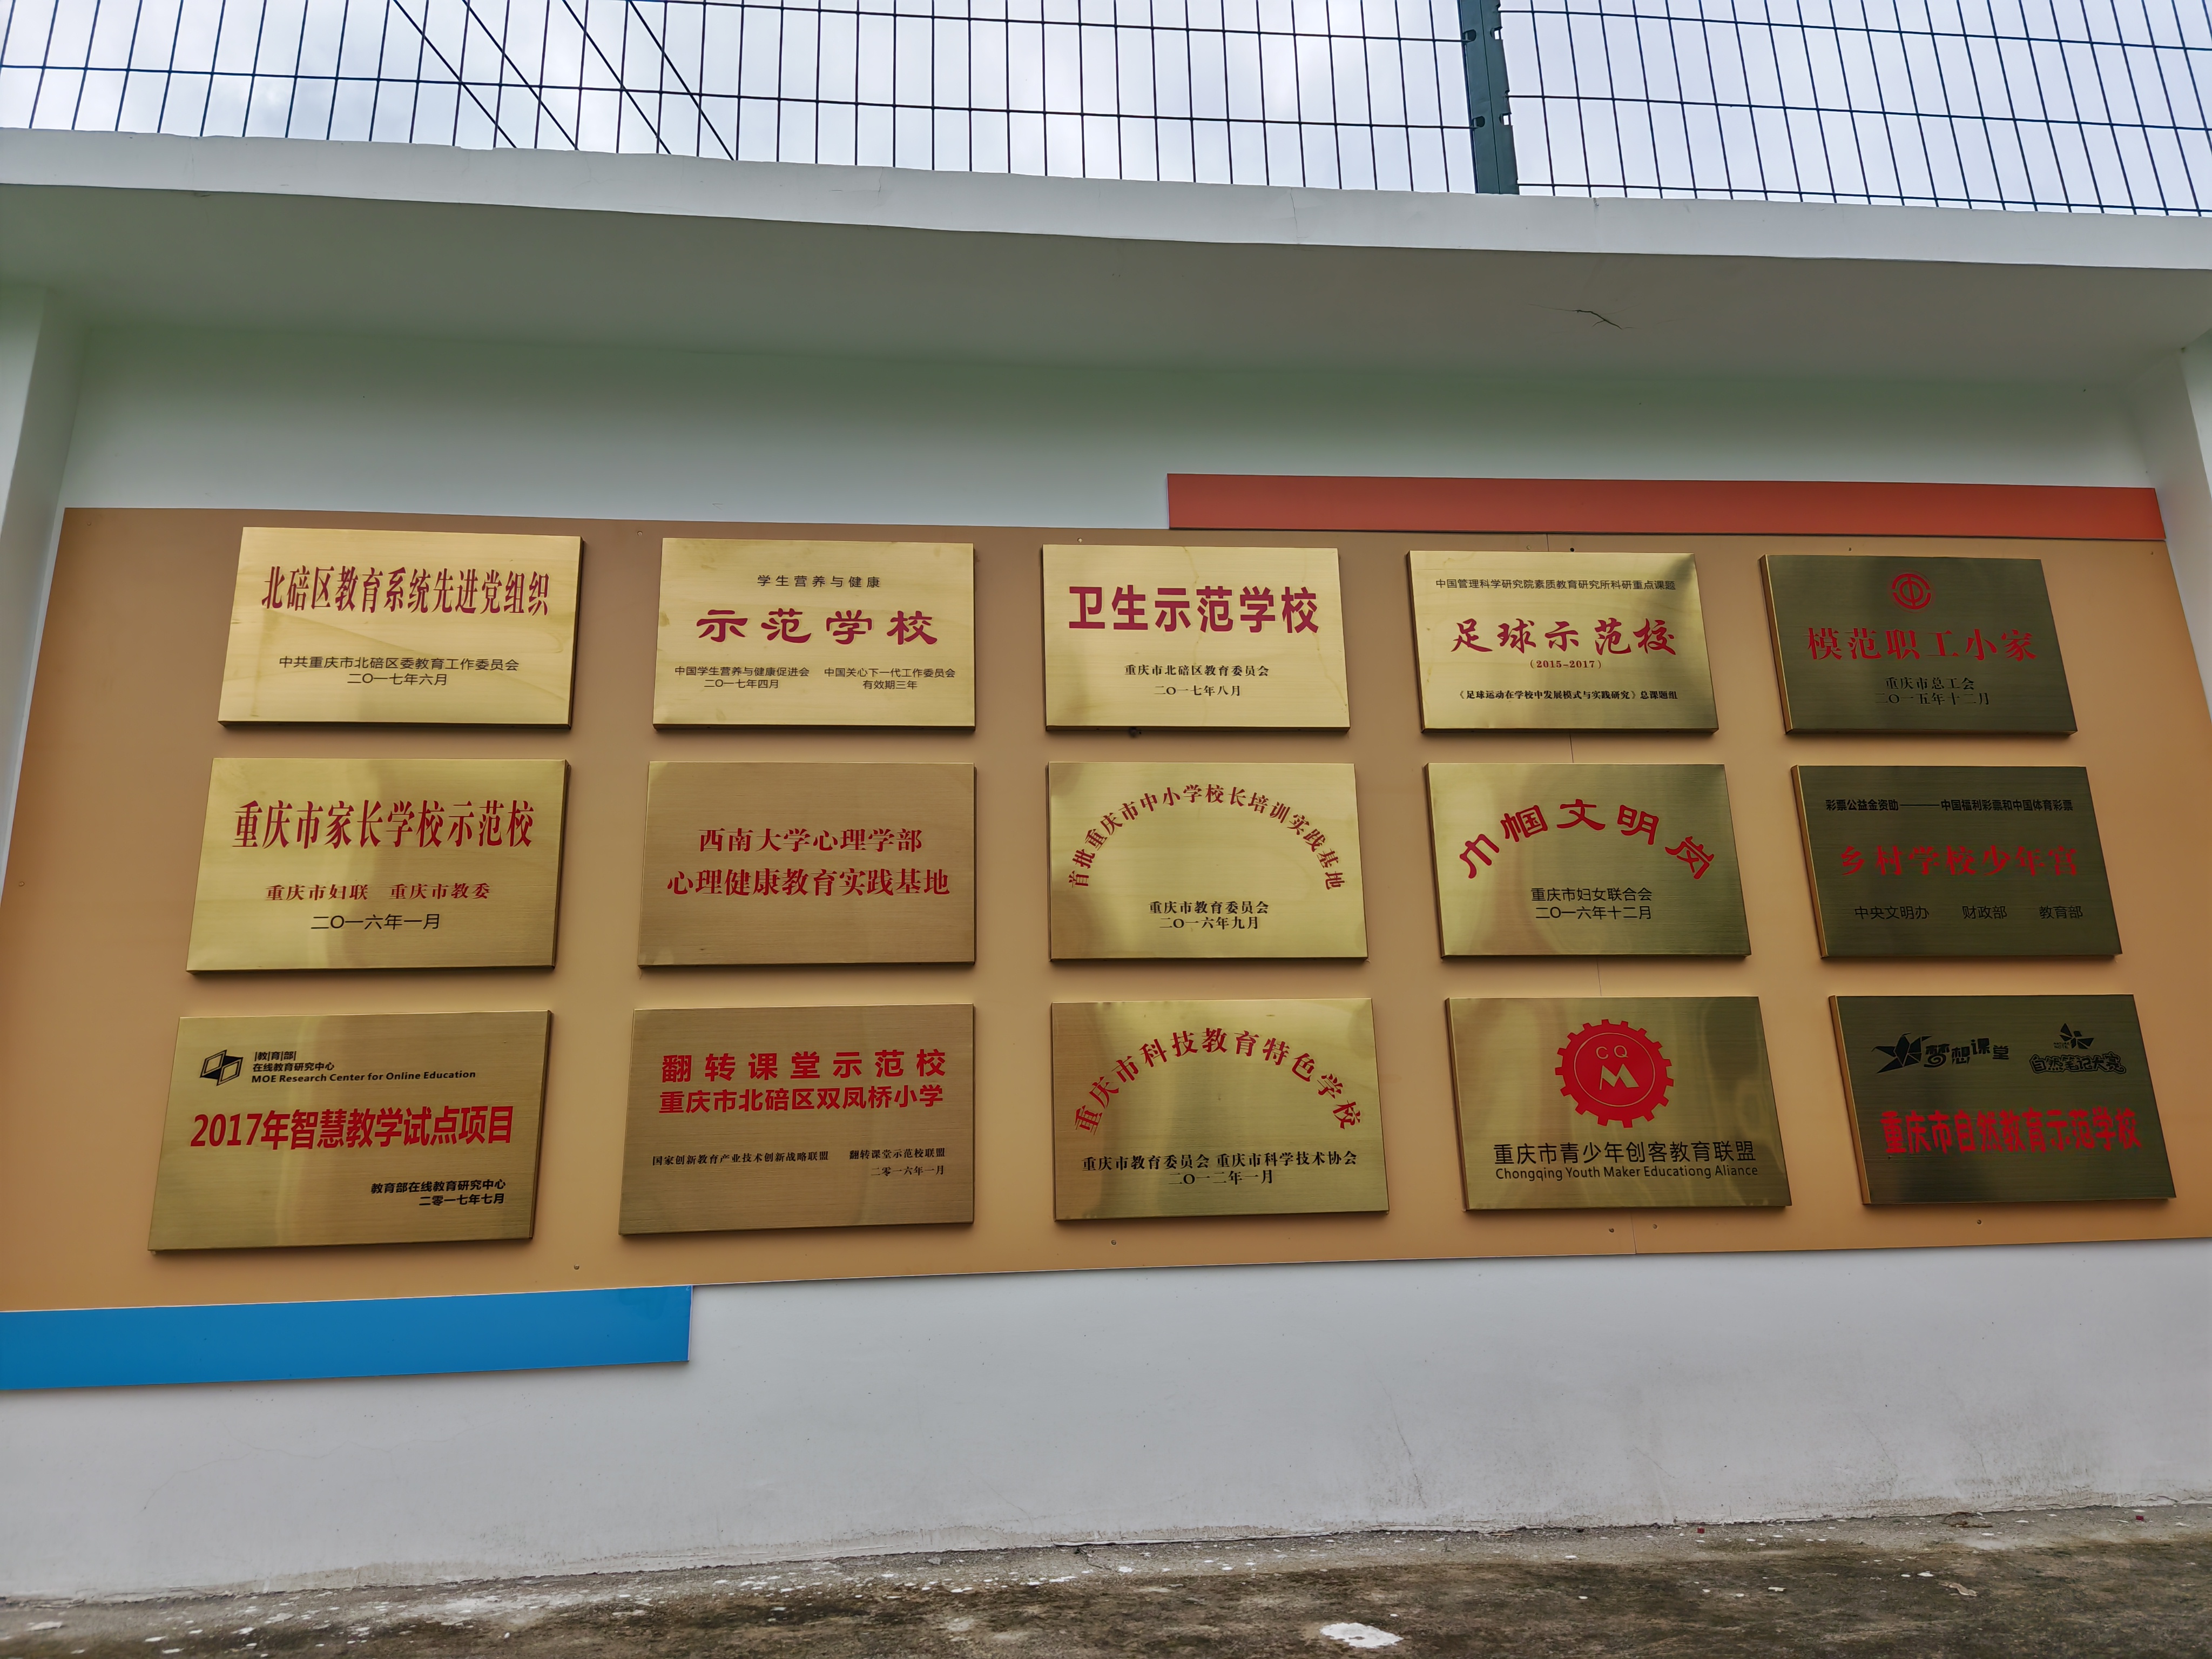 北碚区教育系统先进党组织
中共重庆市北碚区委教育工作委员会
二〇一七年六月
学生营养与健康
示范学校
中国学生营养与健康促进会 中国关心下一代工作委员会
二〇一七年四月 有效期三年
卫生示范学校
重庆市北碚区教育委员会
二〇一七年八月
中国管理科学研究院素质教育研究所科研重点课题
足球示范校
(2015-2017)
《足球运动在学校中发展模式与实践研究》总课题组
模范职工小家
重庆市总工会
二〇一五年十二月
重庆市家长学校示范校
重庆市妇联 重庆市教委
二〇一六年一月
西南大学心理学部
心理健康教育实践基地
首批重庆市中小学校长培训实践基地
重庆市教育委员会
二〇一六年九月
巾帼文明岗
重庆市妇女联合会
二〇一六年十二月
彩票公益金资助————中国福利彩票和中国体育彩票
乡村学校少年宫
中央文明办 财政部 教育部
|教|育|部|
在线教育研究中心
MOE Research Center for Online Education
2017年智慧教学试点项目
教育部在线教育研究中心
二零一七年七月
翻转课堂示范校
重庆市北碚区双凤桥小学
国家创新教育产业技术创新战略联盟 翻转课堂示范校联盟
二零一六年一月
重庆市科技教育特色学校
重庆市教育委员会 重庆市科学技术协会
二〇一二年一月
CQ
M
重庆市青少年创客教育联盟
Chongqing Youth Maker Educationg Aliance
梦想课堂 自然笔记大赛
重庆市自然教育示范学校